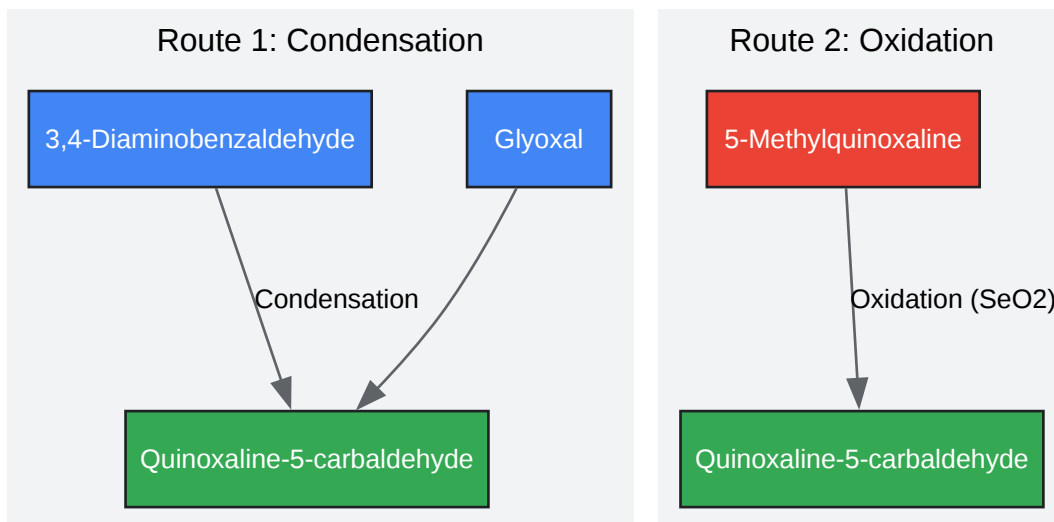 Route 1: Condensation
3,4-Diaminobenzaldehyde
Glyoxal
Condensation
Quinoxaline-5-carbaldehyde
Route 2: Oxidation
5-Methylquinoxaline
Oxidation (SeO2)
Quinoxaline-5-carbaldehyde